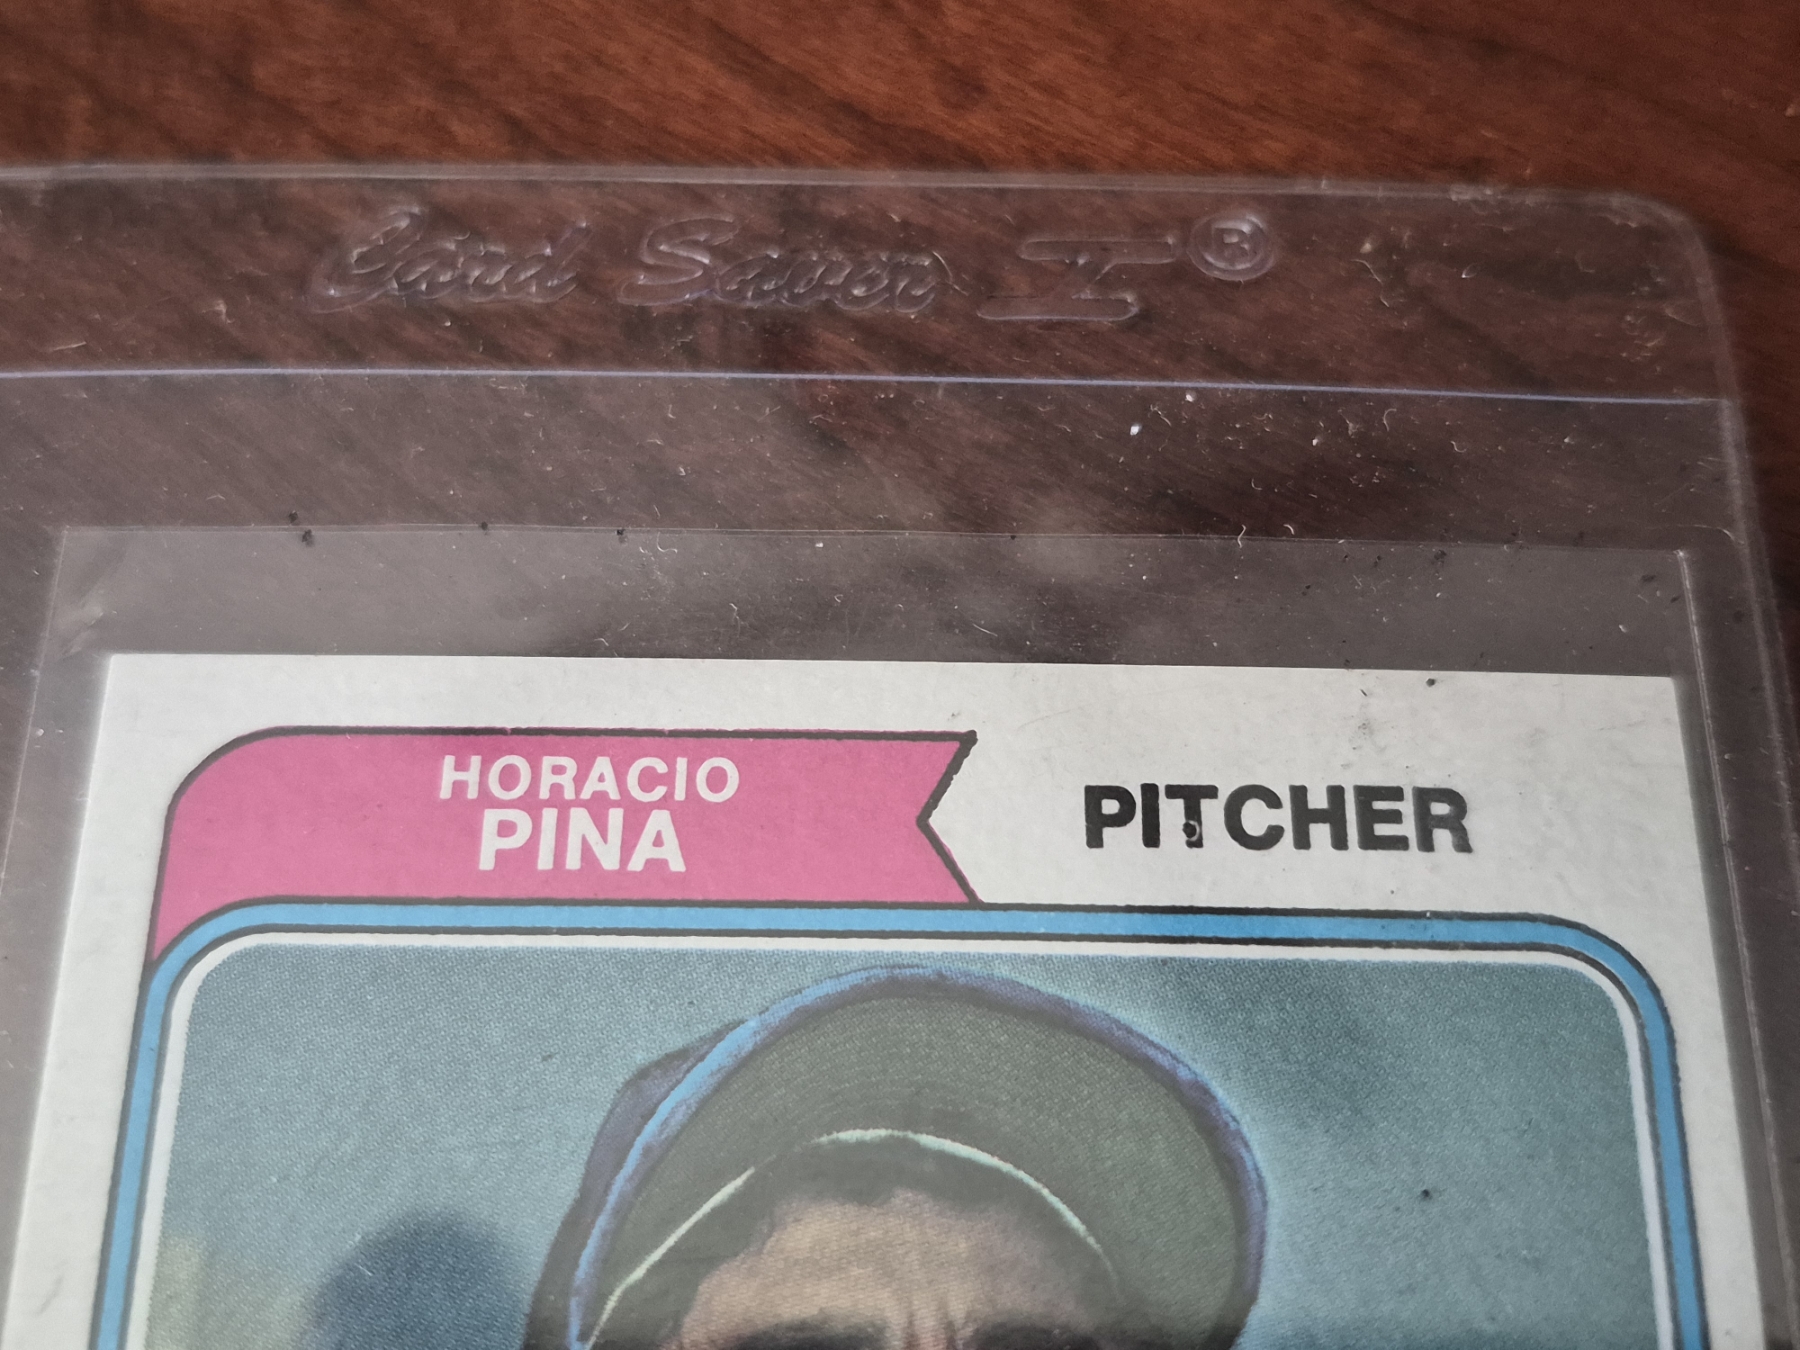 Card Saver I®
HORACIO
PINA
PITCHER